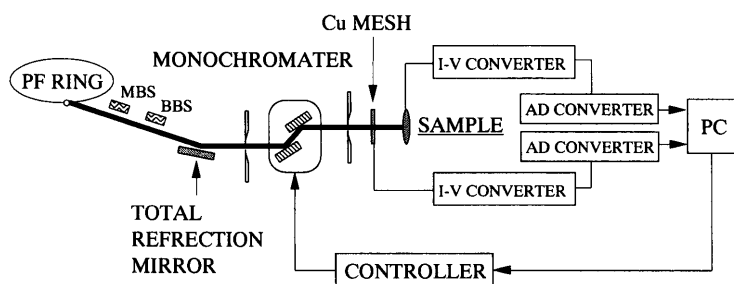 Cu MESH
MONOCHROMATER
PF RING
MBS
BBS
I-V CONVERTER
AD CONVERTER
SAMPLE
AD CONVERTER
PC
I-V CONVERTER
TOTAL
REFRECTION
MIRROR
CONTROLLER